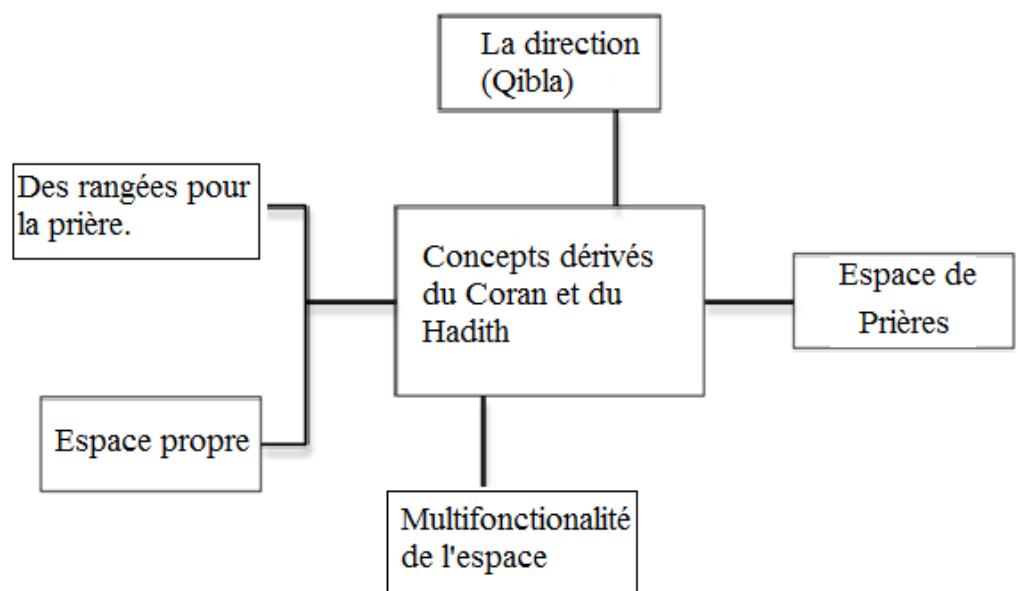 La direction
(Qibla)
Des rangées pour
la prière.
Concepts dérivés
du Coran et du
Hadith
Espace de
Prières
Espace propre
Multifonctionalité
de l'espace